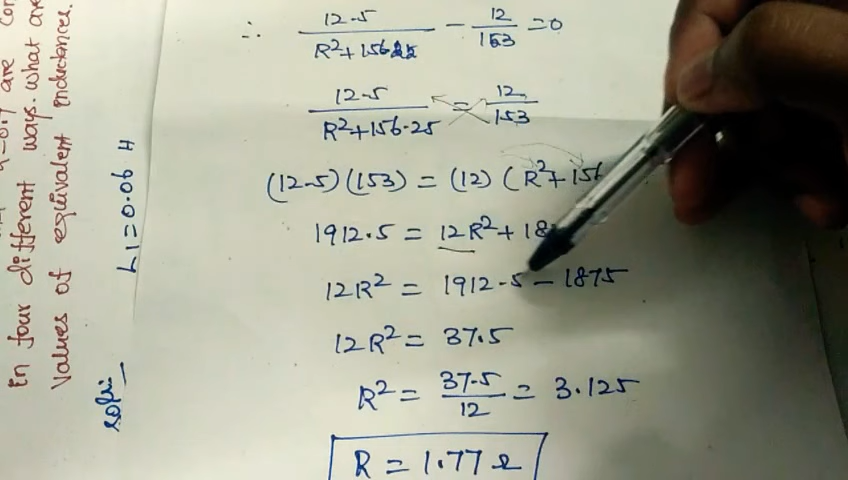 ∴ 12.5/(R²+156.25) − 12/153 = 0
12.5/(R²+156.25) = 12/153
(12.5)(153) = (12)(R²+156
1912.5 = 12R²+18
12R² = 1912.5 − 1875
12R² = 37.5
R² = 37.5/12 = 3.125
R = 1.77 Ω
are
in four different ways. what are
values of equivalent inductances.
L1=0.06 H
soln: